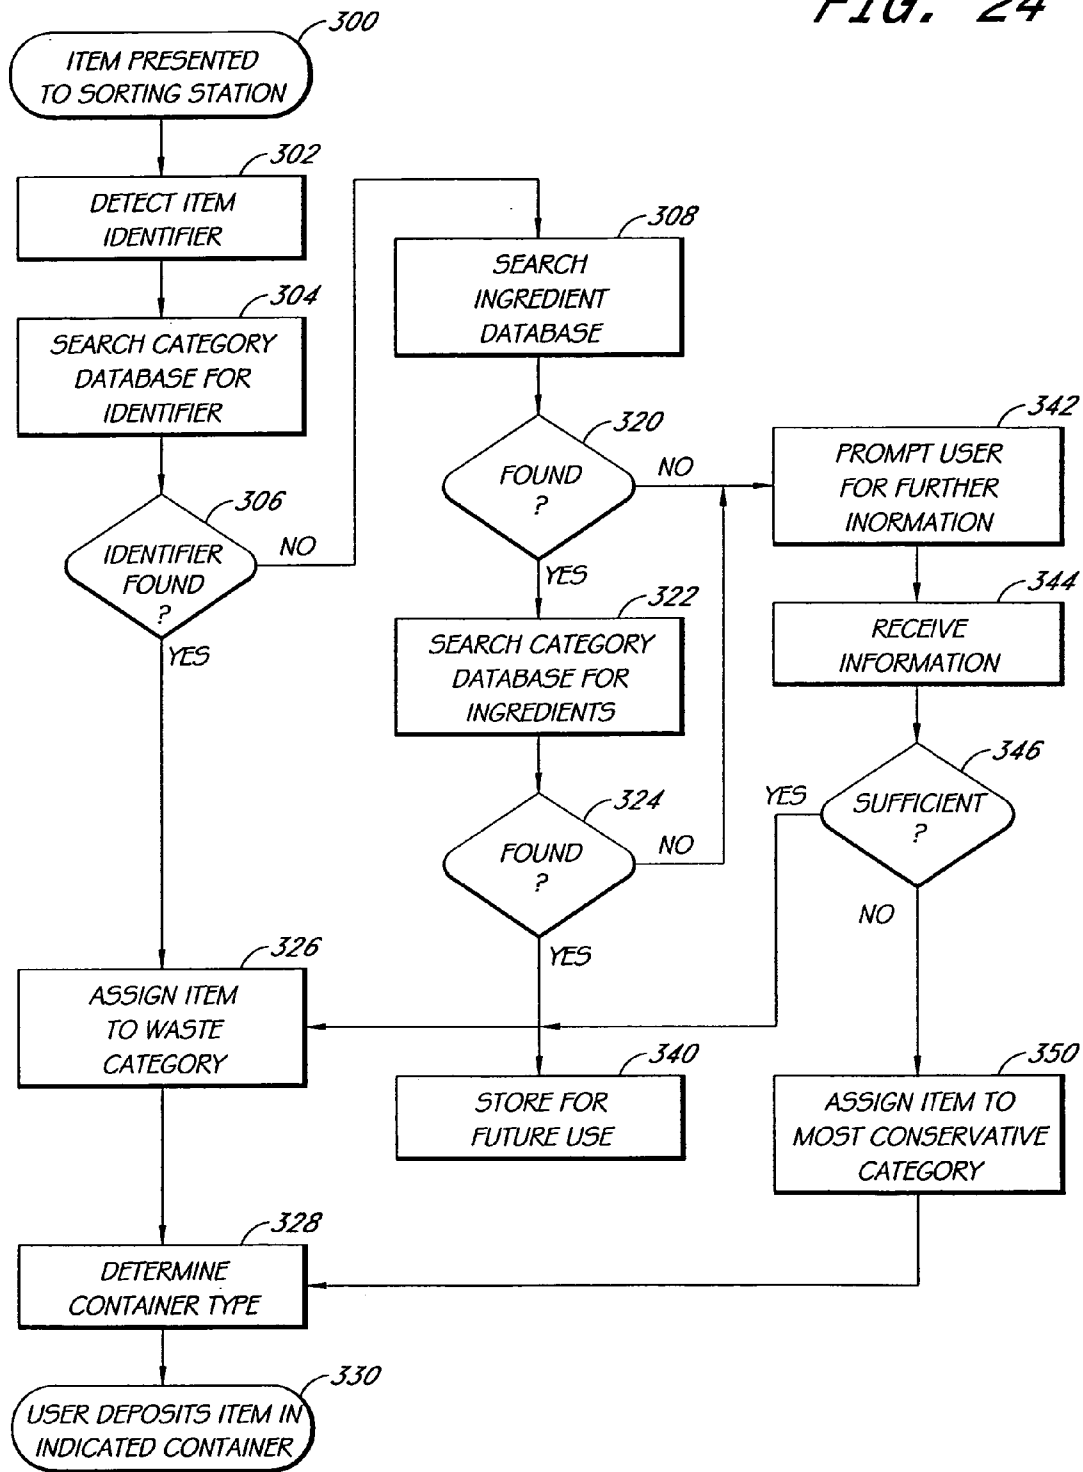 FIG. 24
300
ITEM PRESENTED
TO SORTING STATION
302
DETECT ITEM
IDENTIFIER
304
SEARCH CATEGORY
DATABASE FOR
IDENTIFIER
306
IDENTIFIER
FOUND
?
NO
YES
308
SEARCH
INGREDIENT
DATABASE
320
FOUND
?
NO
YES
322
SEARCH CATEGORY
DATABASE FOR
INGREDIENTS
324
FOUND
?
NO
YES
342
PROMPT USER
FOR FURTHER
INORMATION
344
RECEIVE
INFORMATION
346
SUFFICIENT
?
YES
NO
326
ASSIGN ITEM
TO WASTE
CATEGORY
340
STORE FOR
FUTURE USE
350
ASSIGN ITEM TO
MOST CONSERVATIVE
CATEGORY
328
DETERMINE
CONTAINER TYPE
330
USER DEPOSITS ITEM IN
INDICATED CONTAINER